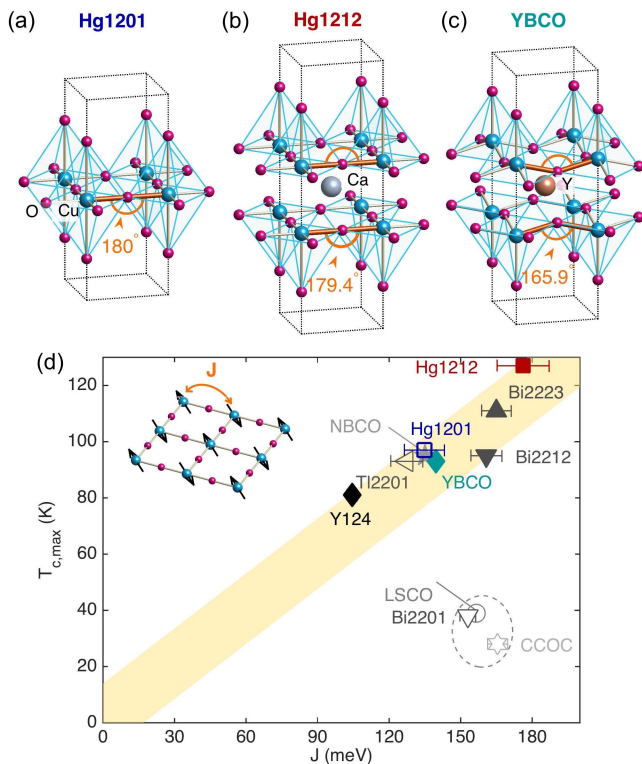 (a) Hg1201
(b) Hg1212
(c) YBCO
O Cu
180°
Ca
179.4°
Y
165.9°
(d)
J
Hg1212
Bi2223
NBCO Hg1201
Bi2212
Tl2201
YBCO
Y124
LSCO
Bi2201
CCOC
T_c,max (K)
120
100
80
60
40
20
0
0 30 60 90 120 150 180
J (meV)